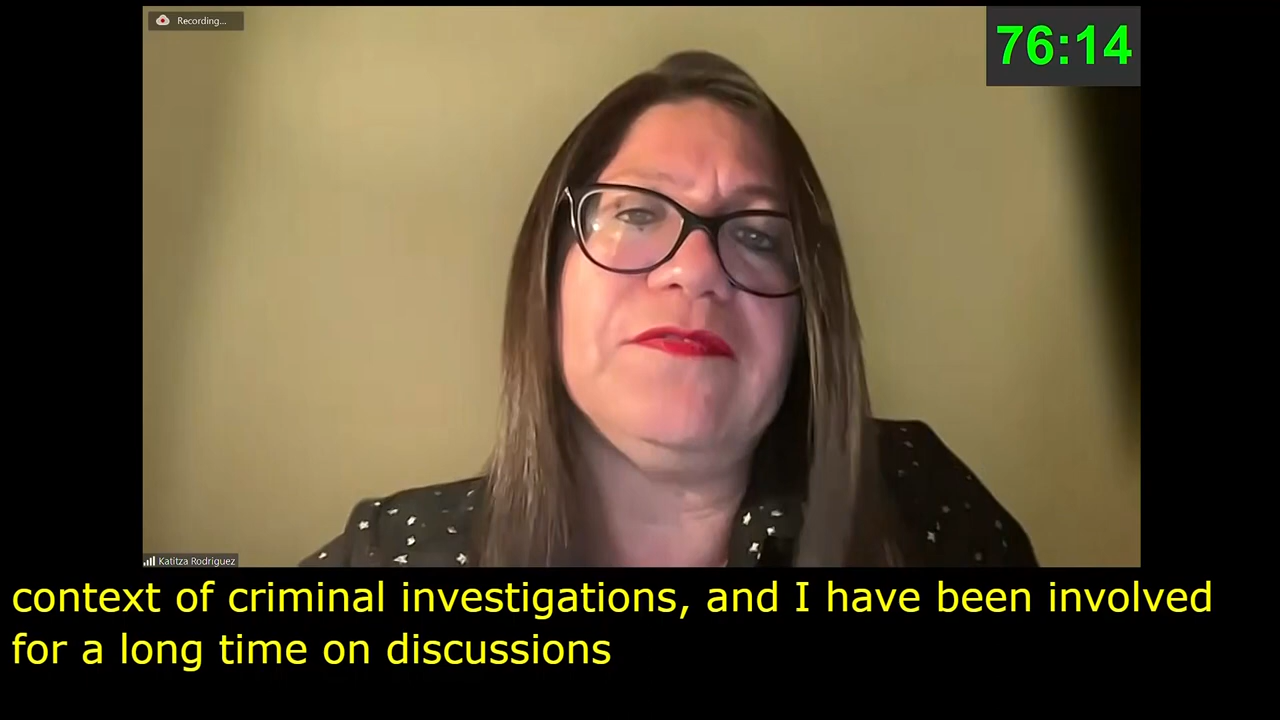 Recording...
76:14
Katitza Rodriguez
context of criminal investigations, and I have been involved
for a long time on discussions